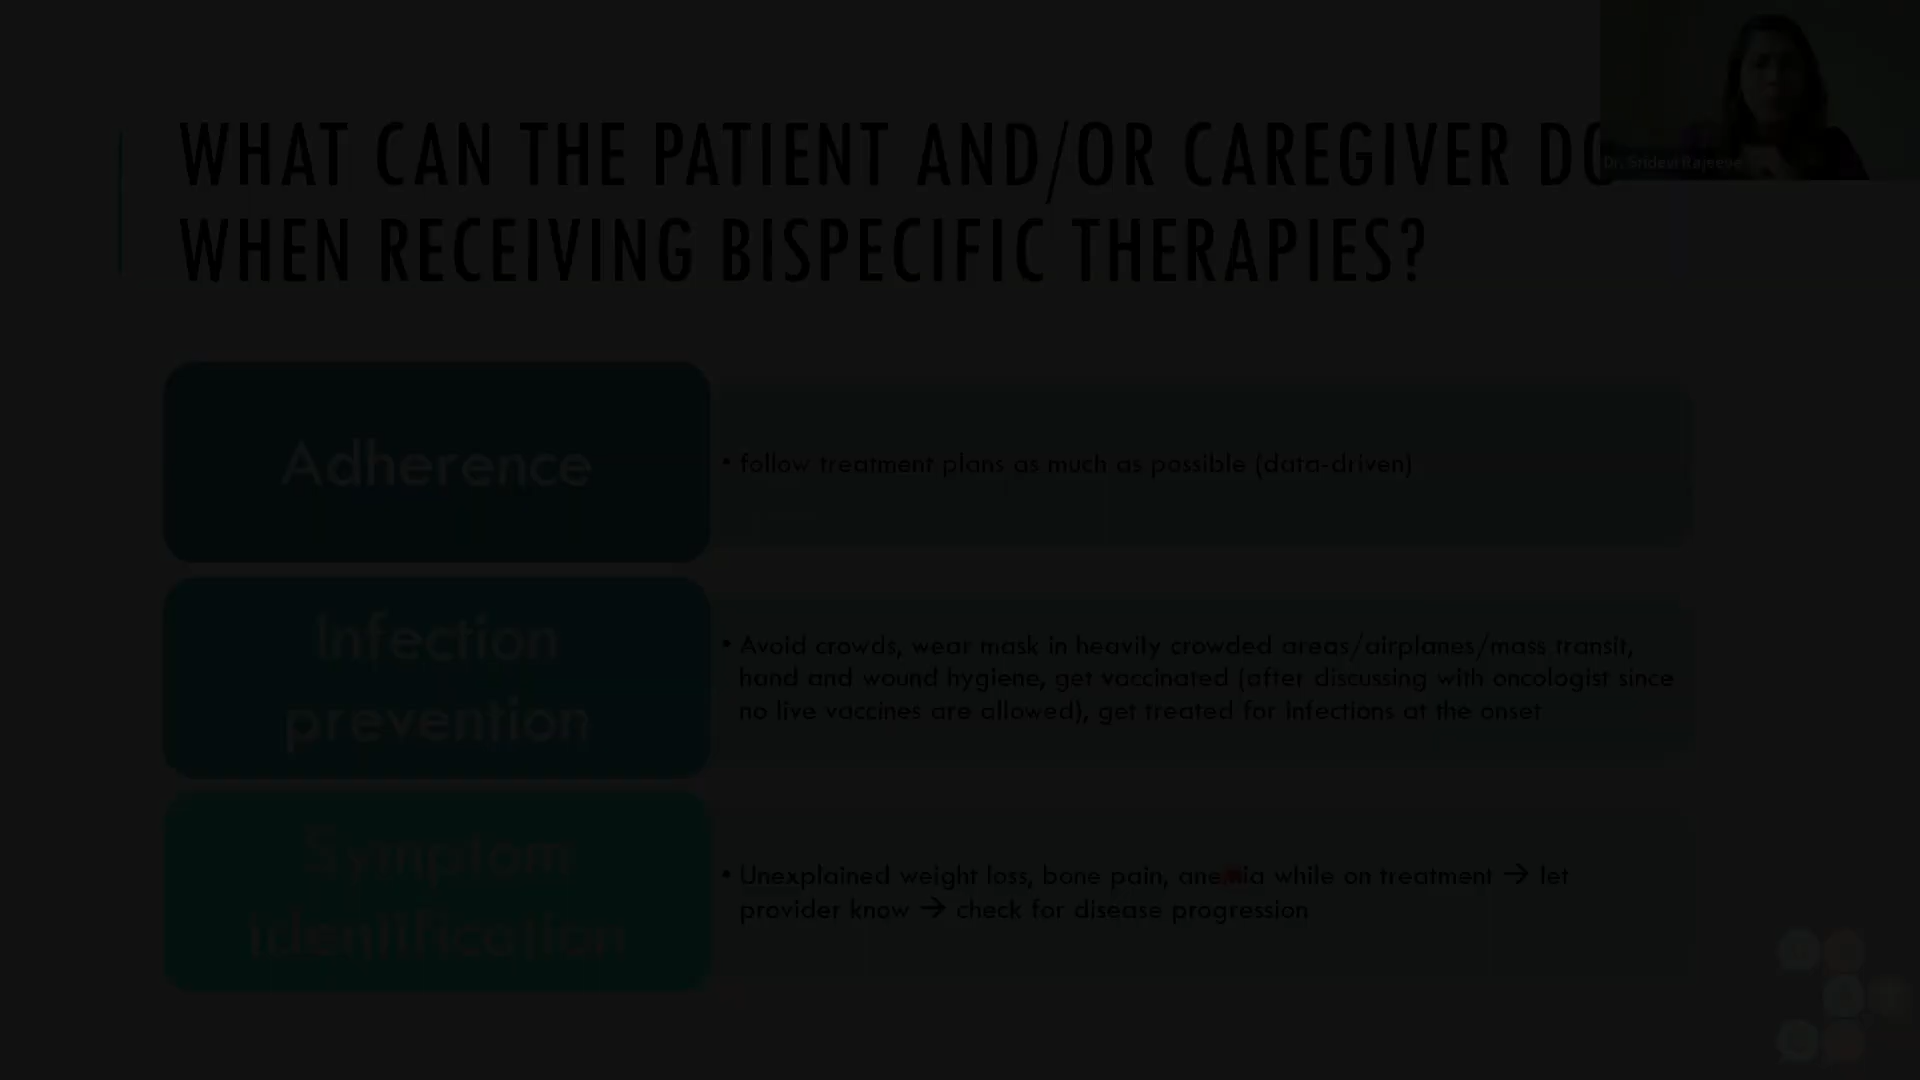 WHAT CAN THE PATIENT AND/OR CAREGIVER DO
WHEN RECEIVING BISPECIFIC THERAPIES?
Dr. Sridevi Rajeeve
Adherence
• follow treatment plans as much as possible (data-driven)
Infection
prevention
• Avoid crowds, wear mask in heavily crowded areas/airplanes/mass transit,
hand and wound hygiene, get vaccinated (after discussing with oncologist since
no live vaccines are allowed), get treated for infections at the onset
Symptom
identification
• Unexplained weight loss, bone pain, anemia while on treatment → let
provider know → check for disease progression